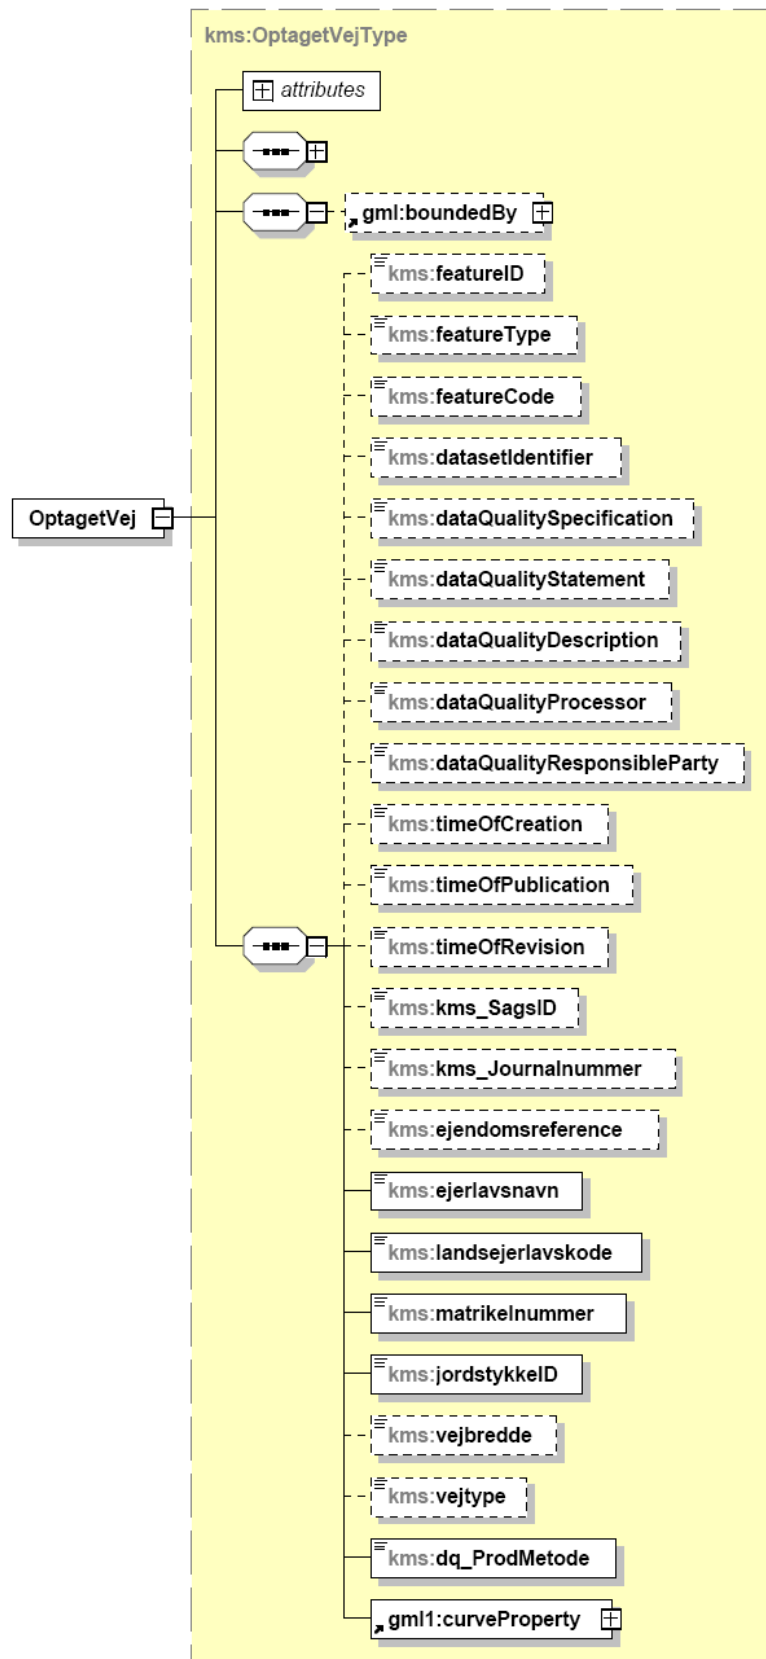 kms:OptagetVejType
attributes
gml:boundedBy
kms:featureID
kms:featureType
kms:featureCode
kms:datasetIdentifier
OptagetVej
kms:dataQualitySpecification
kms:dataQualityStatement
kms:dataQualityDescription
kms:dataQualityProcessor
kms:dataQualityResponsibleParty
kms:timeOfCreation
kms:timeOfPublication
kms:timeOfRevision
kms:kms_SagsID
kms:kms_Journalnummer
kms:ejendomsreference
kms:ejerlavsnavn
kms:landsejerlavskode
kms:matrikelnummer
kms:jordstykkeID
kms:vejbredde
kms:vejtype
kms:dq_ProdMetode
gml1:curveProperty